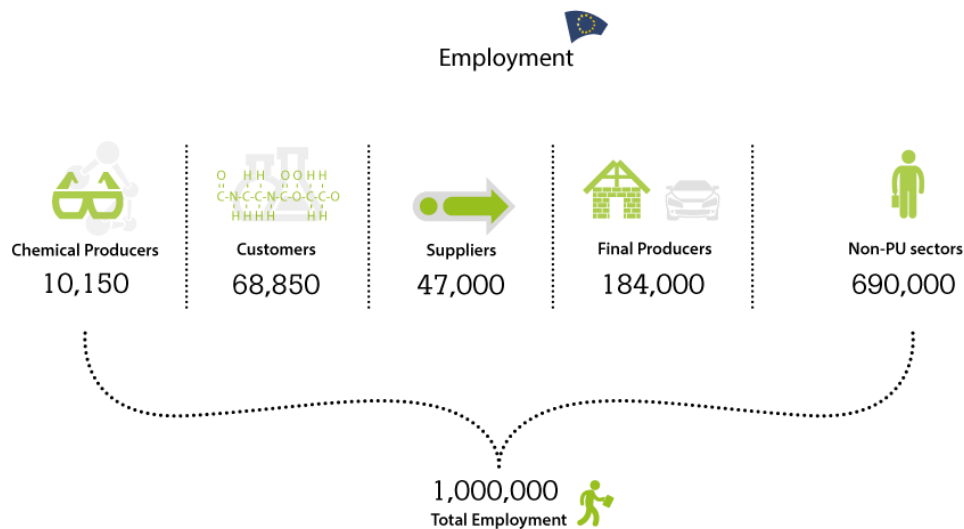 Employment
O H H O O H H
C-N-C-C-N-C-O-C-C-O
H H H H H H
Chemical Producers
10,150
Customers
68,850
Suppliers
47,000
Final Producers
184,000
Non-PU sectors
690,000
1,000,000
Total Employment